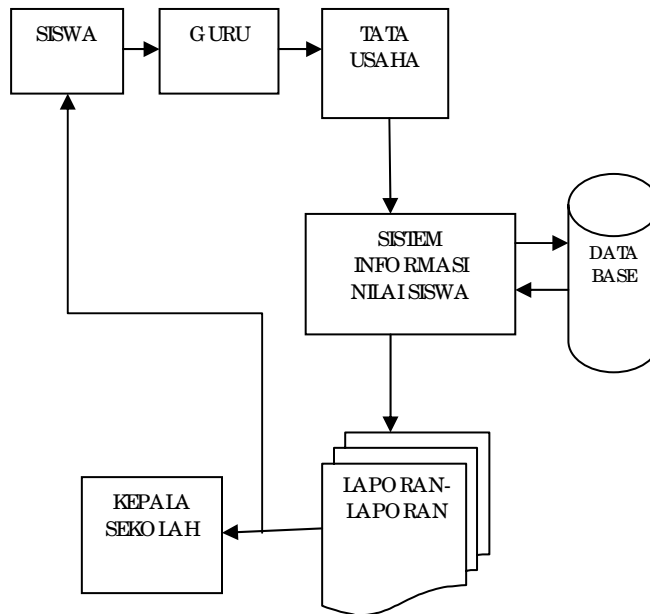 SISWA
GURU
TATA
USAHA
SISTEM
INFORMASI
NILAI SISWA
DATA
BASE
LAPORAN-
LAPORAN
KEPALA
SEKOLAH